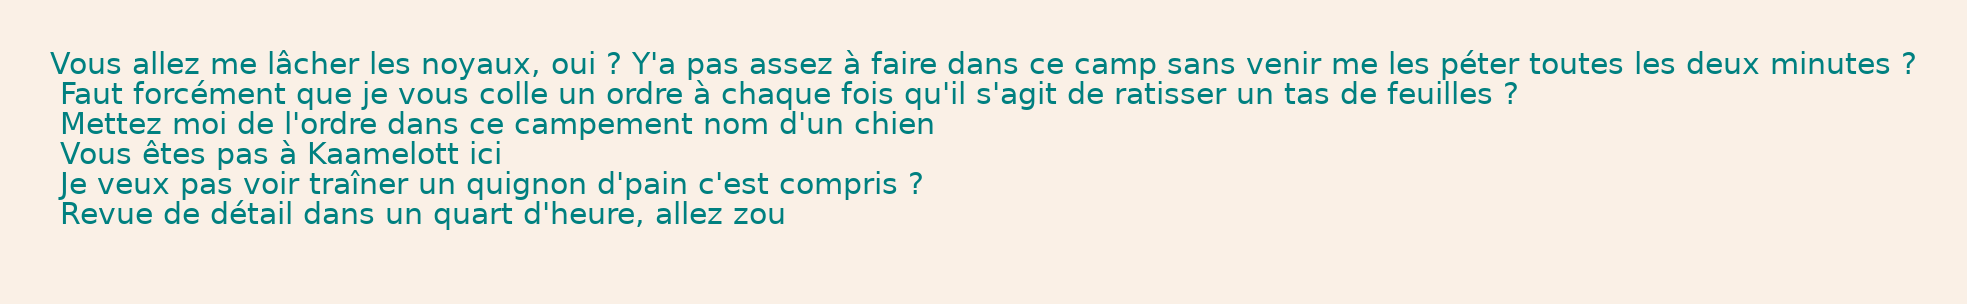 Vous allez me lâcher les noyaux, oui ? Y'a pas assez à faire dans ce camp sans venir me les péter toutes les deux minutes ?
Faut forcément que je vous colle un ordre à chaque fois qu'il s'agit de ratisser un tas de feuilles ?
Mettez moi de l'ordre dans ce campement nom d'un chien
Vous êtes pas à Kaamelott ici
Je veux pas voir traîner un quignon d'pain c'est compris ?
Revue de détail dans un quart d'heure, allez zou